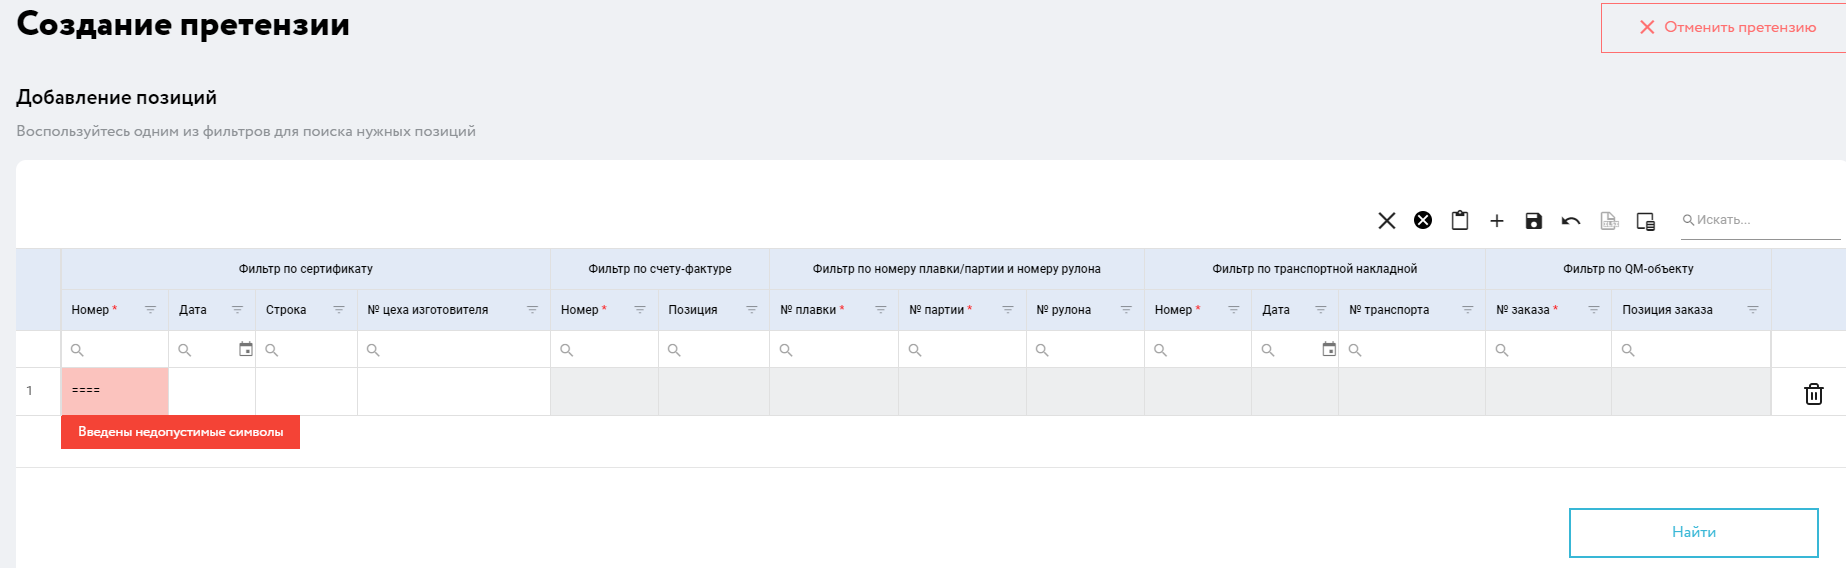 Создание претензии
Отменить претензию
Добавление позиций
Воспользуйтесь одним из фильтров для поиска нужных позиций
Искать...
Фильтр по сертификату Фильтр по счету-фактуре Фильтр по номеру плавки/партии и номеру рулона Фильтр по транспортной накладной Фильтр по QM-объекту
Номер * Дата Строка № цеха изготовителя Номер * Позиция № плавки * № партии * № рулона Номер * Дата № транспорта № заказа * Позиция заказа
1 ====
Введены недопустимые символы
Найти